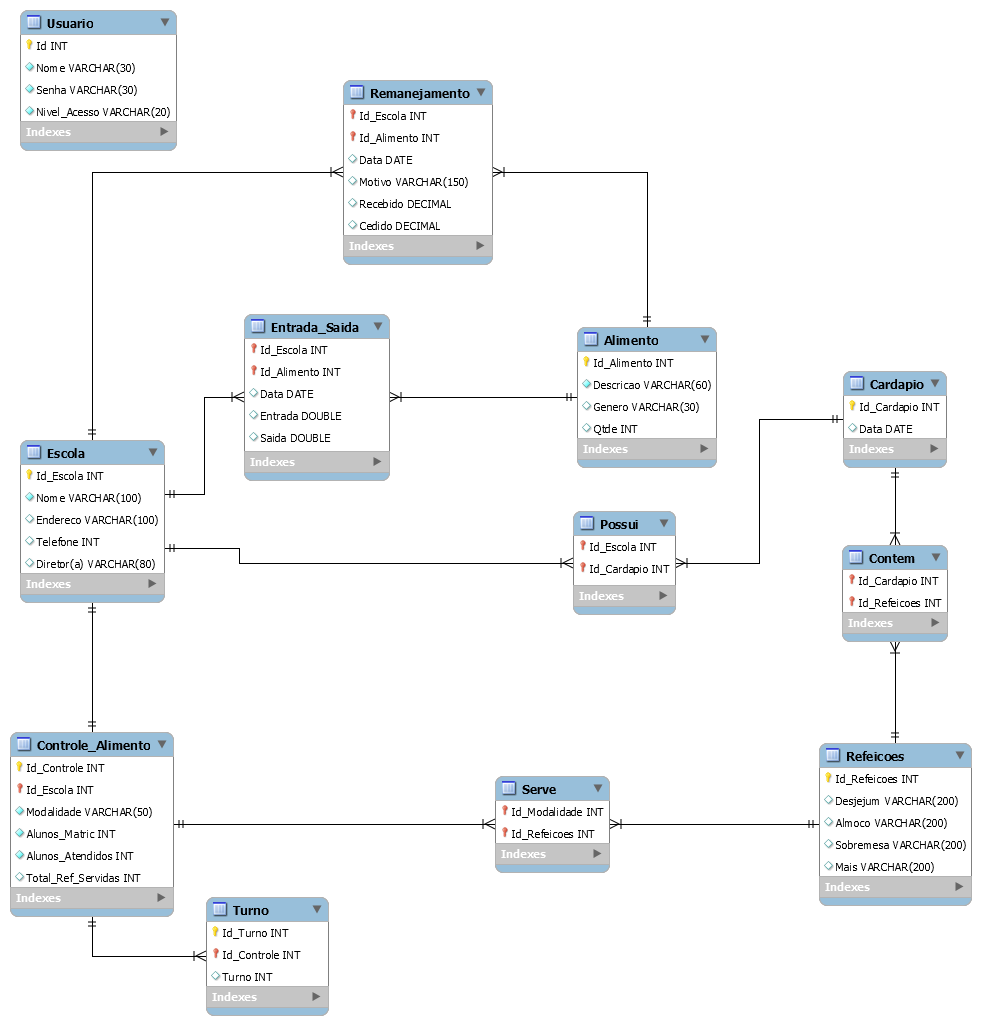 Usuario
Id INT
Nome VARCHAR(30)
Senha VARCHAR(30)
Nivel_Acesso VARCHAR(20)
Indexes
Remanejamento
Id_Escola INT
Id_Alimento INT
Data DATE
Motivo VARCHAR(150)
Recebido DECIMAL
Cedido DECIMAL
Indexes
Entrada_Saida
Id_Escola INT
Id_Alimento INT
Data DATE
Entrada DOUBLE
Saida DOUBLE
Indexes
Alimento
Id_Alimento INT
Descricao VARCHAR(60)
Genero VARCHAR(30)
Qtde INT
Indexes
Cardapio
Id_Cardapio INT
Data DATE
Indexes
Escola
Id_Escola INT
Nome VARCHAR(100)
Endereco VARCHAR(100)
Telefone INT
Diretor(a) VARCHAR(80)
Indexes
Possui
Id_Escola INT
Id_Cardapio INT
Indexes
Contem
Id_Cardapio INT
Id_Refeicoes INT
Indexes
Controle_Alimento
Id_Controle INT
Id_Escola INT
Modalidade VARCHAR(50)
Alunos_Matric INT
Alunos_Atendidos INT
Total_Ref_Servidas INT
Indexes
Serve
Id_Modalidade INT
Id_Refeicoes INT
Indexes
Refeicoes
Id_Refeicoes INT
Desjejum VARCHAR(200)
Almoco VARCHAR(200)
Sobremesa VARCHAR(200)
Mais VARCHAR(200)
Indexes
Turno
Id_Turno INT
Id_Controle INT
Turno INT
Indexes